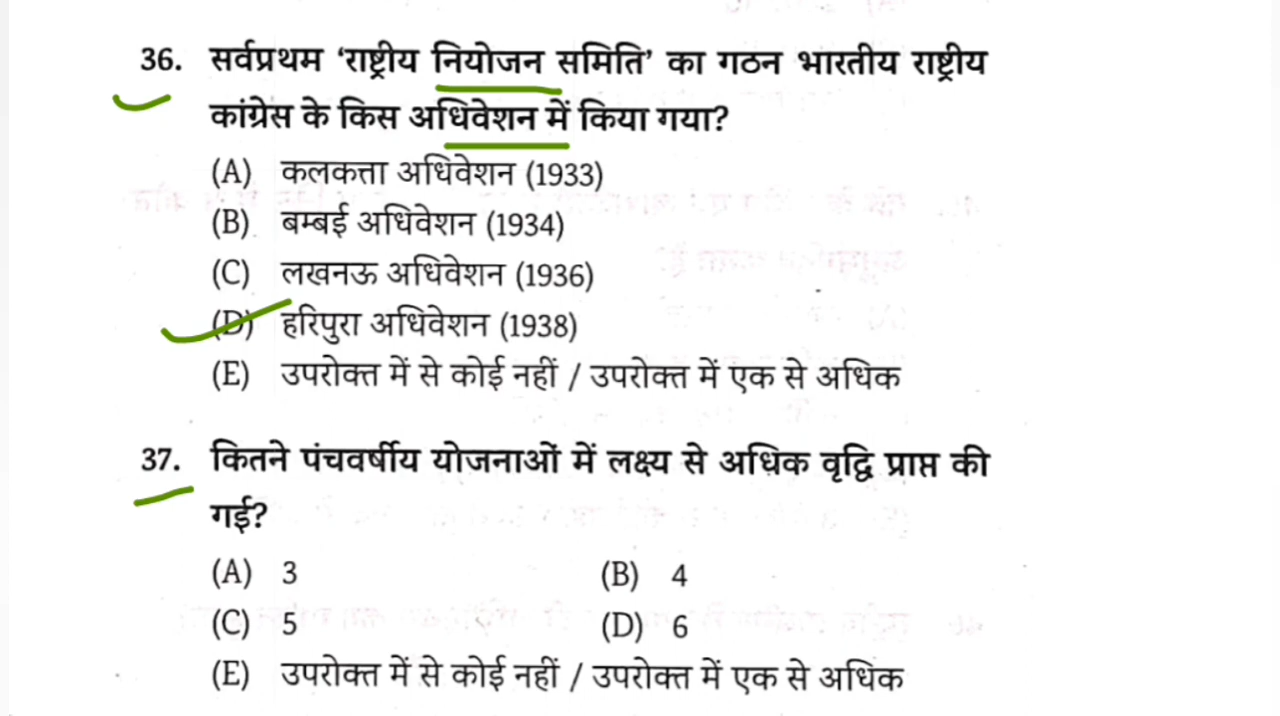 36. सर्वप्रथम ‘राष्ट्रीय नियोजन समिति’ का गठन भारतीय राष्ट्रीय
कांग्रेस के किस अधिवेशन में किया गया?
(A) कलकत्ता अधिवेशन (1933)
(B) बम्बई अधिवेशन (1934)
(C) लखनऊ अधिवेशन (1936)
(D) हरिपुरा अधिवेशन (1938)
(E) उपरोक्त में से कोई नहीं / उपरोक्त में एक से अधिक
37. कितने पंचवर्षीय योजनाओं में लक्ष्य से अधिक वृद्धि प्राप्त की
गई?
(A) 3 (B) 4
(C) 5 (D) 6
(E) उपरोक्त में से कोई नहीं / उपरोक्त में एक से अधिक